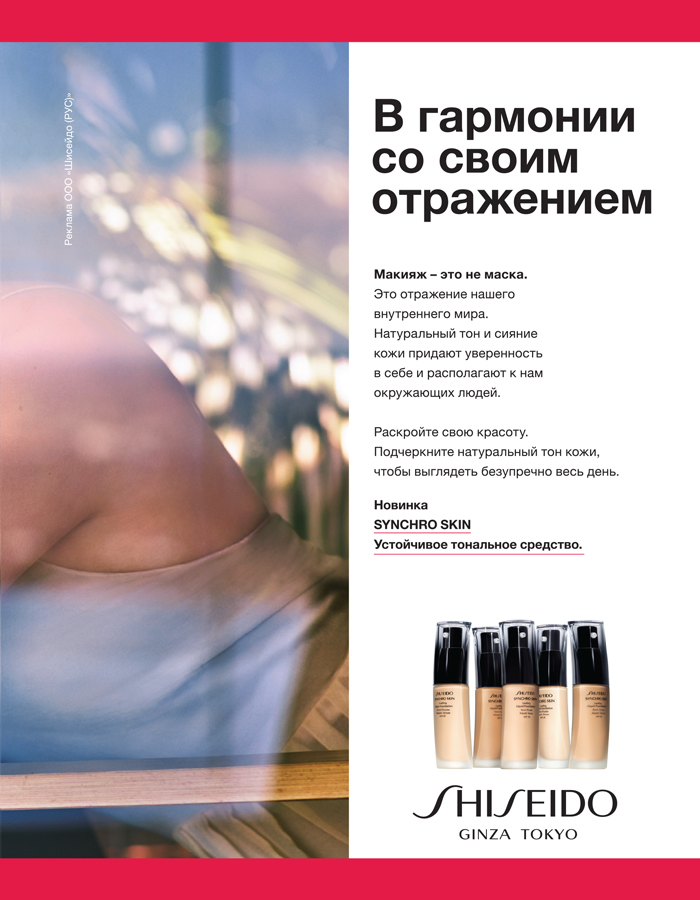 Реклама ООО «Шисейдо (РУС)»
В гармонии
со своим
отражением
Макияж – это не маска.
Это отражение нашего
внутреннего мира.
Натуральный тон и сияние
кожи придают уверенность
в себе и располагают к нам
окружающих людей.
Раскройте свою красоту.
Подчеркните натуральный тон кожи,
чтобы выглядеть безупречно весь день.
Новинка
SYNCHRO SKIN
Устойчивое тональное средство.
SHISEIDO
GINZA TOKYO